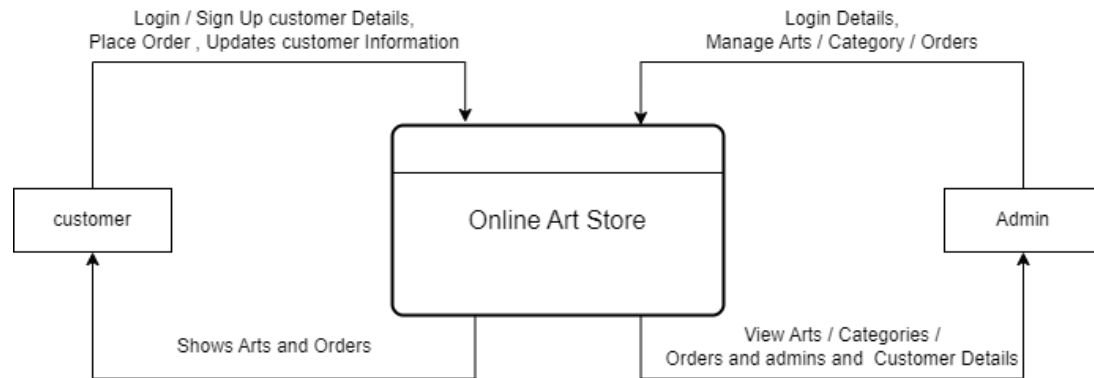 Login / Sign Up customer Details,
Place Order , Updates customer Information
Login Details,
Manage Arts / Category / Orders
customer
Online Art Store
Admin
Shows Arts and Orders
View Arts / Categories /
Orders and admins and Customer Details